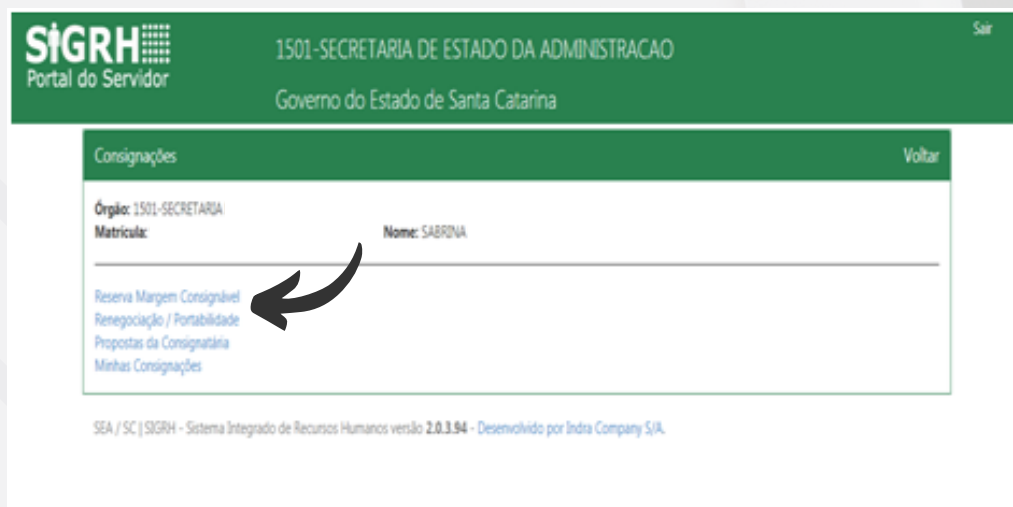 SiGRH
Portal do Servidor
1501-SECRETARIA DE ESTADO DA ADMINISTRACAO
Governo do Estado de Santa Catarina
Sair
Consignações
Voltar
Órgão: 1501-SECRETARIA
Matrícula:
Nome: SABRINA
Reserva Margem Consignável
Renegociação / Portabilidade
Propostas da Consignatária
Minhas Consignações
SEA / SC | SIGRH - Sistema Integrado de Recursos Humanos versão 2.0.3.94 - Desenvolvido por Indra Company S/A.